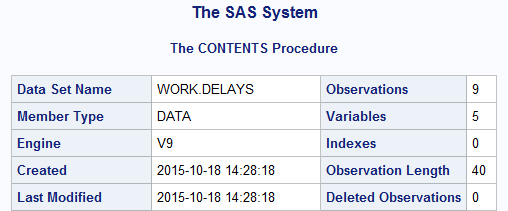 The SAS System
The CONTENTS Procedure
Data Set Name WORK.DELAYS Observations 9
Member Type DATA Variables 5
Engine V9 Indexes 0
Created 2015-10-18 14:28:18 Observation Length 40
Last Modified 2015-10-18 14:28:18 Deleted Observations 0